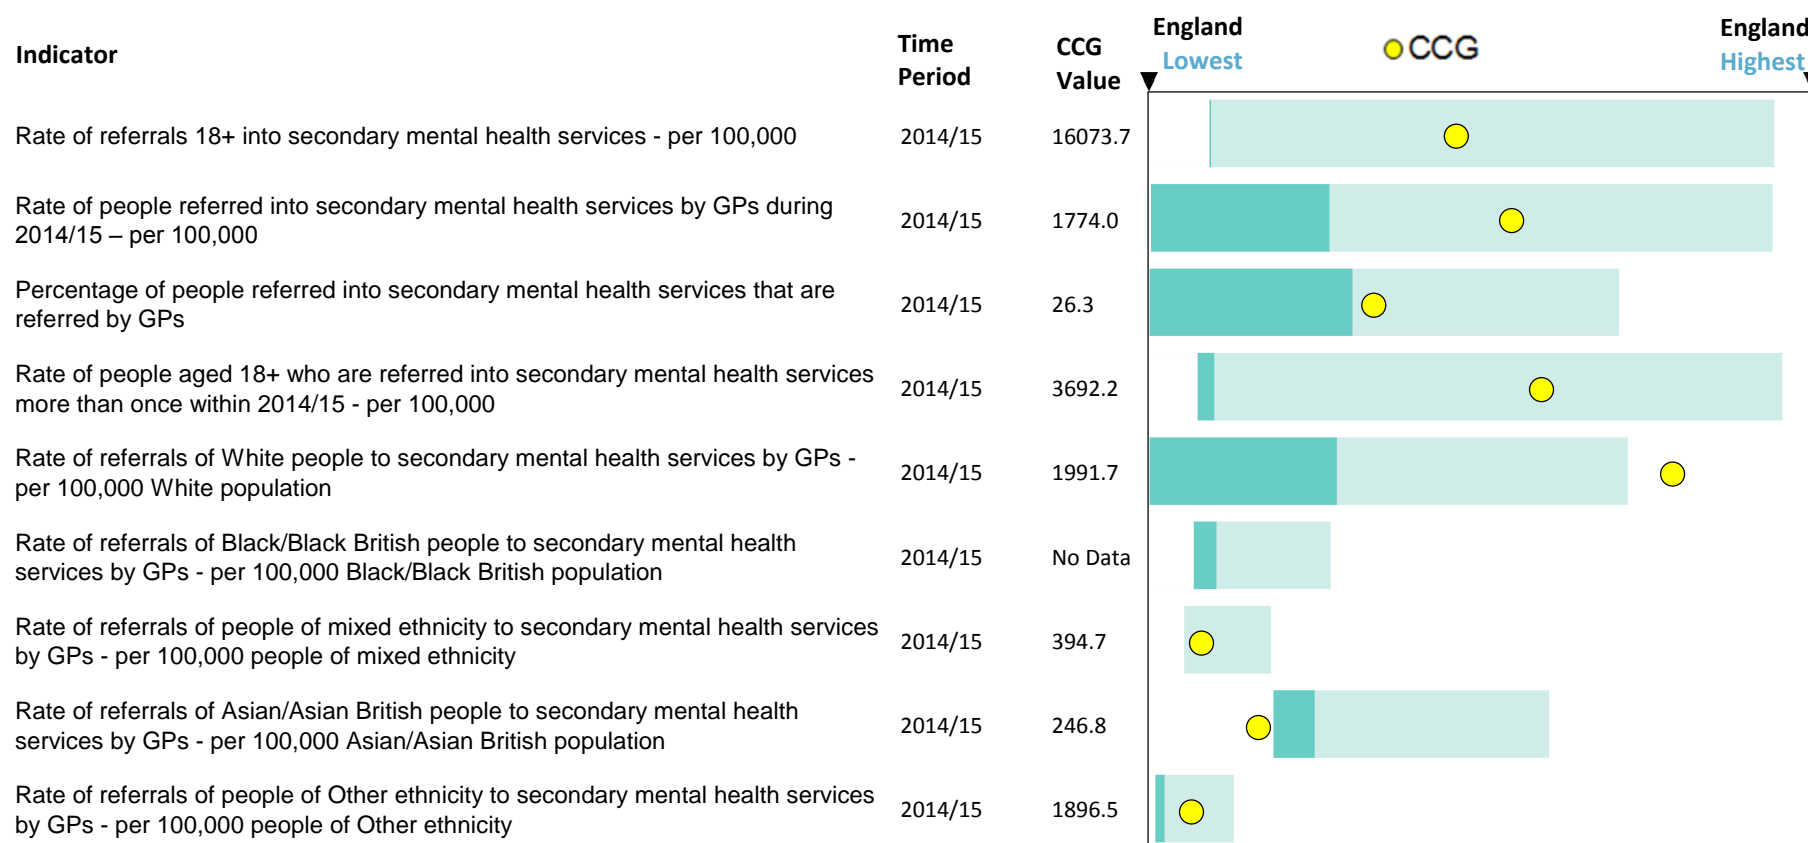 Indicator
Time Period
CCG Value
England Lowest
CCG
England Highest
Rate of referrals 18+ into secondary mental health services - per 100,000
2014/15
16073.7
Rate of people referred into secondary mental health services by GPs during
2014/15 – per 100,000
2014/15
1774.0
Percentage of people referred into secondary mental health services that are
referred by GPs
2014/15
26.3
Rate of people aged 18+ who are referred into secondary mental health services
more than once within 2014/15 - per 100,000
2014/15
3692.2
Rate of referrals of White people to secondary mental health services by GPs -
per 100,000 White population
2014/15
1991.7
Rate of referrals of Black/Black British people to secondary mental health
services by GPs - per 100,000 Black/Black British population
2014/15
No Data
Rate of referrals of people of mixed ethnicity to secondary mental health services
by GPs - per 100,000 people of mixed ethnicity
2014/15
394.7
Rate of referrals of Asian/Asian British people to secondary mental health
services by GPs - per 100,000 Asian/Asian British population
2014/15
246.8
Rate of referrals of people of Other ethnicity to secondary mental health services
by GPs - per 100,000 people of Other ethnicity
2014/15
1896.5